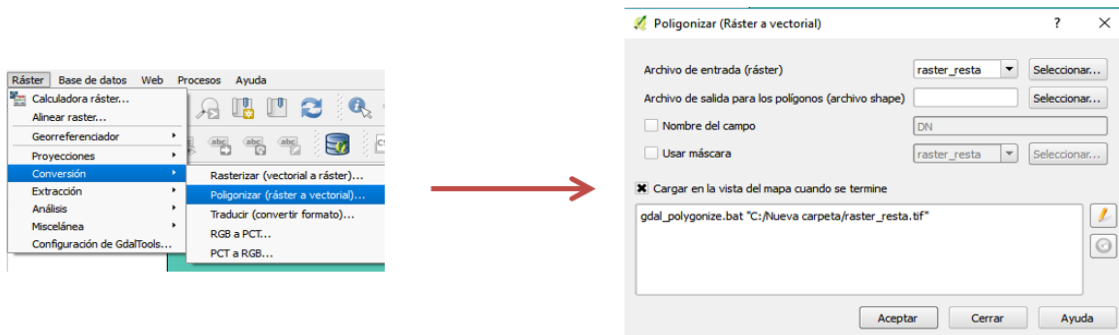 Ráster Base de datos Web Procesos Ayuda
Calculadora ráster...
Alinear raster...
Georreferenciador
Proyecciones
Conversión
Extracción
Análisis
Miscelánea
Configuración de GdalTools...
abc abc abc
Rasterizar (vectorial a ráster)...
Poligonizar (ráster a vectorial)...
Traducir (convertir formato)...
RGB a PCT...
PCT a RGB...
Poligonizar (Ráster a vectorial) ? X
Archivo de entrada (ráster) raster_resta Seleccionar...
Archivo de salida para los polígonos (archivo shape) Seleccionar...
Nombre del campo DN
Usar máscara raster_resta Seleccionar...
Cargar en la vista del mapa cuando se termine
gdal_polygonize.bat "C:/Nueva carpeta/raster_resta.tif"
Aceptar Cerrar Ayuda